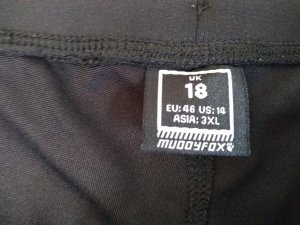 UK
18
EU: 46 US: 14
ASIA: 3XL
MUDDYFOX